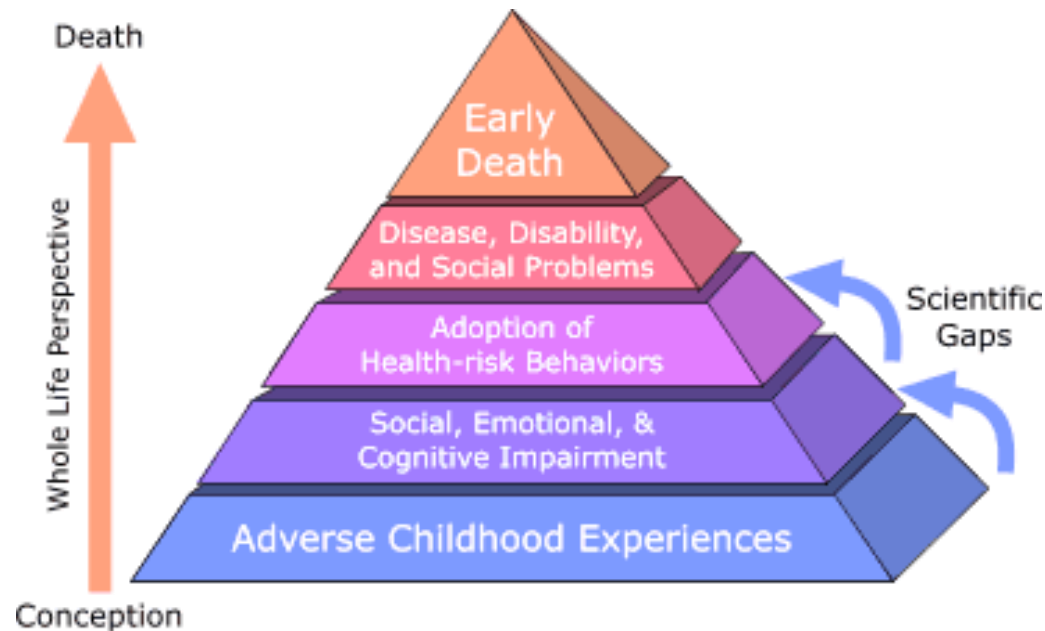 Death
Early
Death
Disease, Disability,
and Social Problems
Adoption of
Health-risk Behaviors
Social, Emotional, &
Cognitive Impairment
Adverse Childhood Experiences
Scientific
Gaps
Whole Life Perspective
Conception